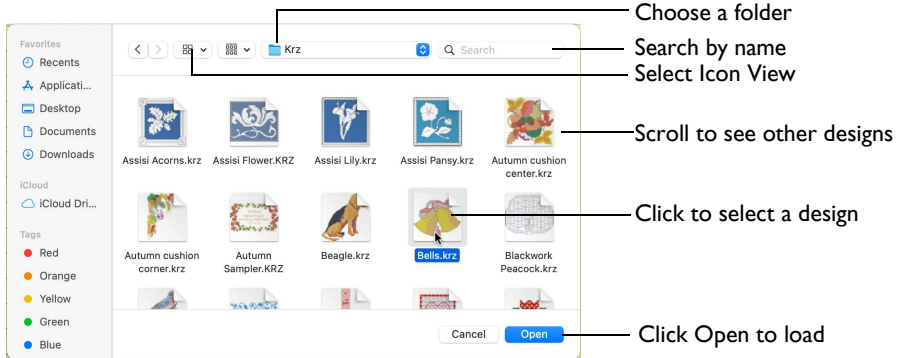 Choose a folder
Favorites
Recents
Krz
Search
Search by name
Select Icon View
Applicati...
Desktop
Documents
Downloads
Assisi Acorns.krz
Assisi Flower.KRZ
Assisi Lily.krz
Assisi Pansy.krz
Autumn cushion
center.krz
Scroll to see other designs
iCloud
iCloud Dri...
Click to select a design
Tags
Red
Orange
Yellow
Green
Blue
Autumn cushion
corner.krz
Autumn
Sampler.KRZ
Beagle.krz
Bells.krz
Blackwork
Peacock.krz
Cancel
Open
Click Open to load